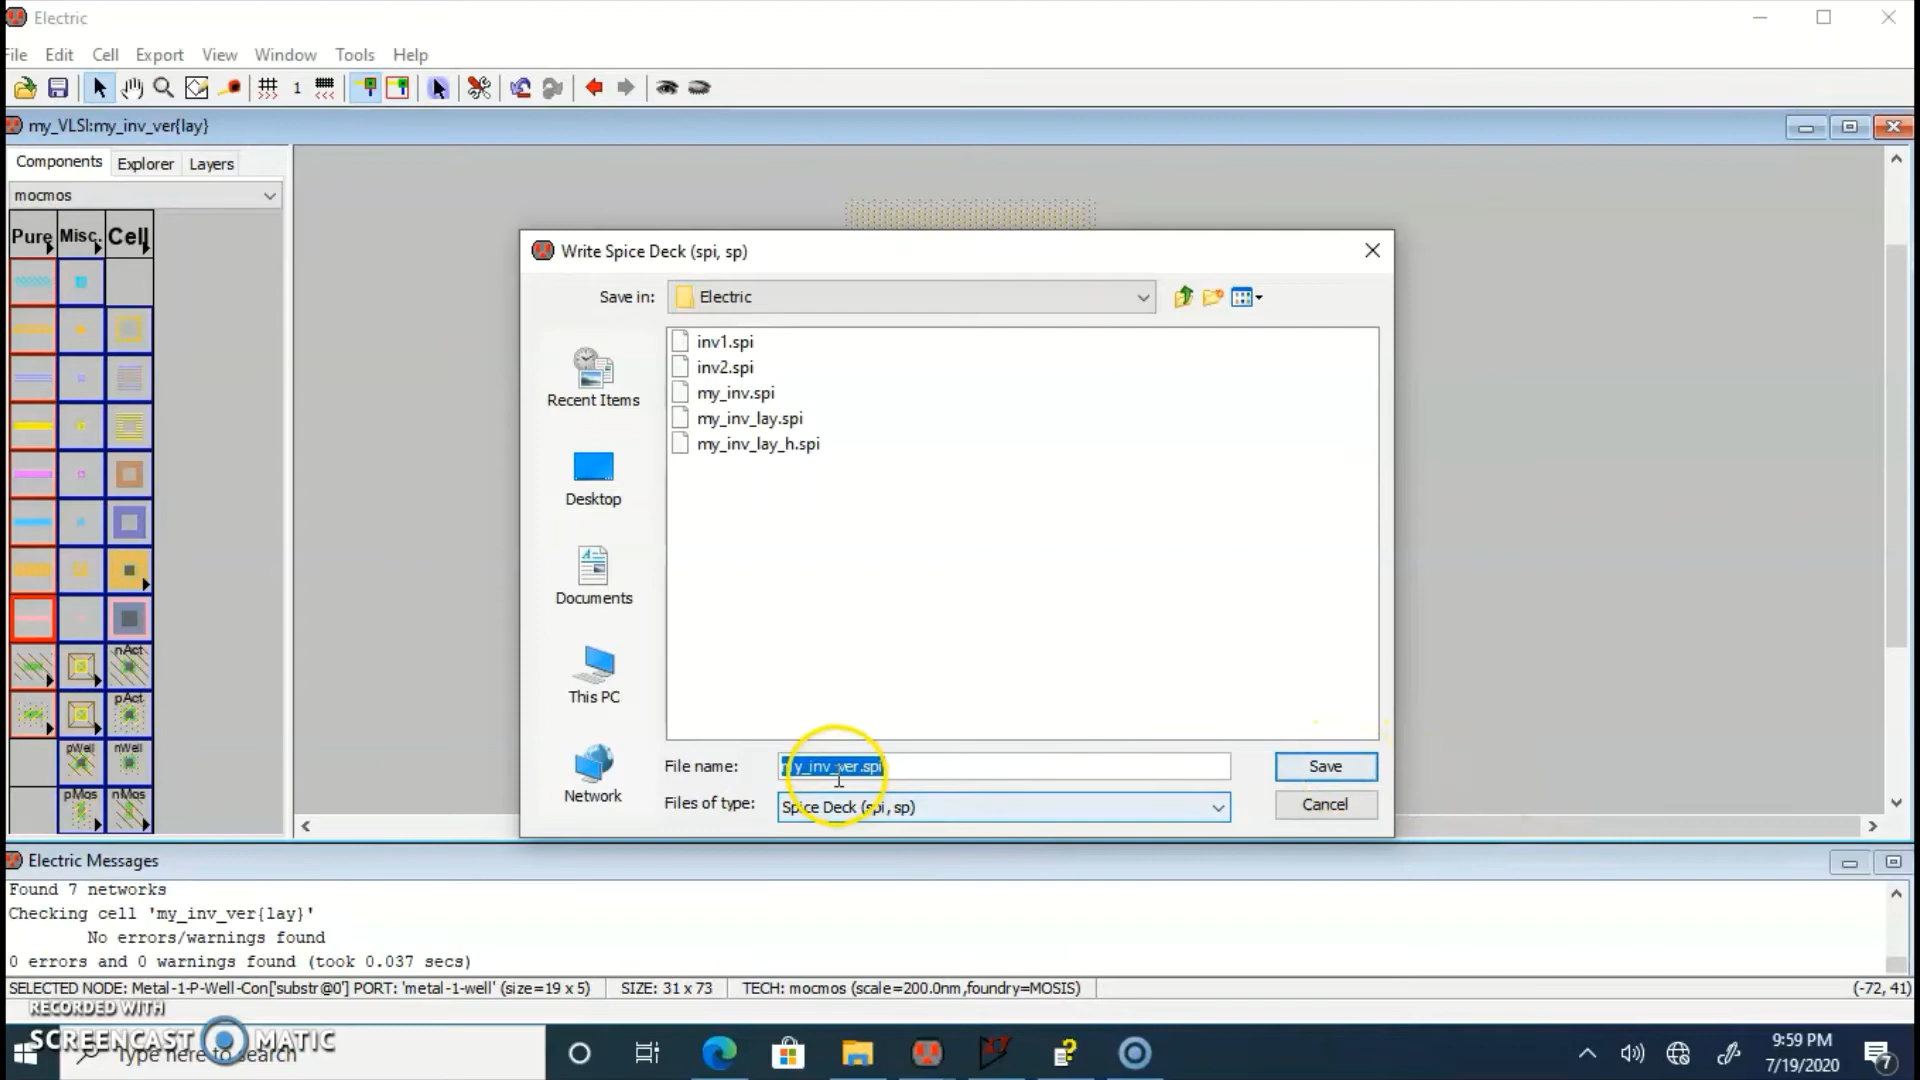 Electric
File Edit Cell Export View Window Tools Help
1
my_VLSI:my_inv_ver{lay}
Components Explorer Layers
mocmos
Pure Misc. Cell
nAct
pAct
pWell nWell
pMos nMos
Write Spice Deck (spi, sp)
Save in: Electric
inv1.spi
inv2.spi
my_inv.spi
my_inv_lay.spi
my_inv_lay_h.spi
Recent Items
Desktop
Documents
This PC
Network
File name: my_inv_ver.spi Save
Files of type: Spice Deck (spi, sp) Cancel
Electric Messages
Found 7 networks
Checking cell 'my_inv_ver{lay}'
No errors/warnings found
0 errors and 0 warnings found (took 0.037 secs)
SELECTED NODE: Metal-1-P-Well-Con['substr@0'] PORT: 'metal-1-well' (size=19 x 5) SIZE: 31 x 73 TECH: mocmos (scale=200.0nm,foundry=MOSIS) (-72, 41)
RECORDED WITH
SCREENCAST MATIC
Type here to search
9:59 PM
7/19/2020
7